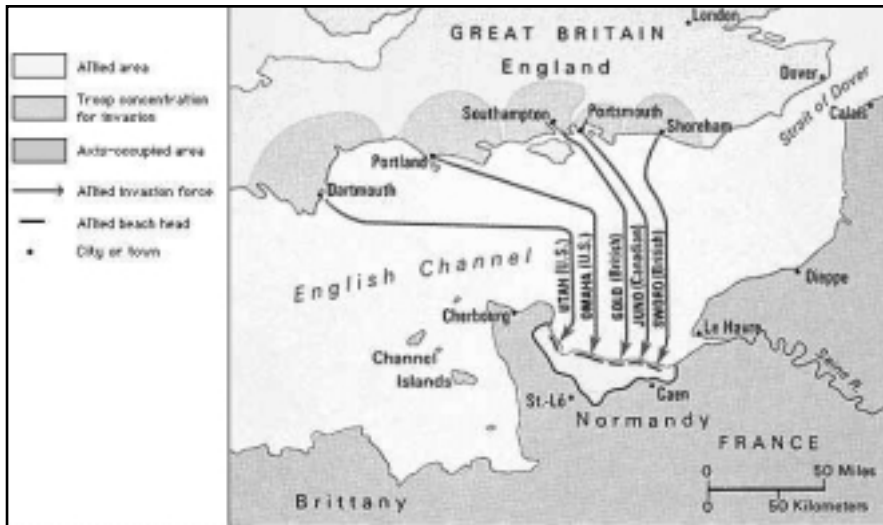 Allied area
Troop concentration
for invasion
Axis-occupied area
Allied invasion force
Allied beach head
City or town
London
GREAT BRITAIN
England
Dover
Strait of Dover
Calais
Southampton
Portsmouth
Shoreham
Portland
Dartmouth
English Channel
UTAH (U.S.)
OMAHA (U.S.)
GOLD (British)
JUNO (Canadian)
SWORD (British)
Dieppe
Cherbourg
Le Havre
Seine R.
Channel
Islands
St.-Lô
Caen
Normandy
FRANCE
Brittany
0 50 Miles
0 50 Kilometers